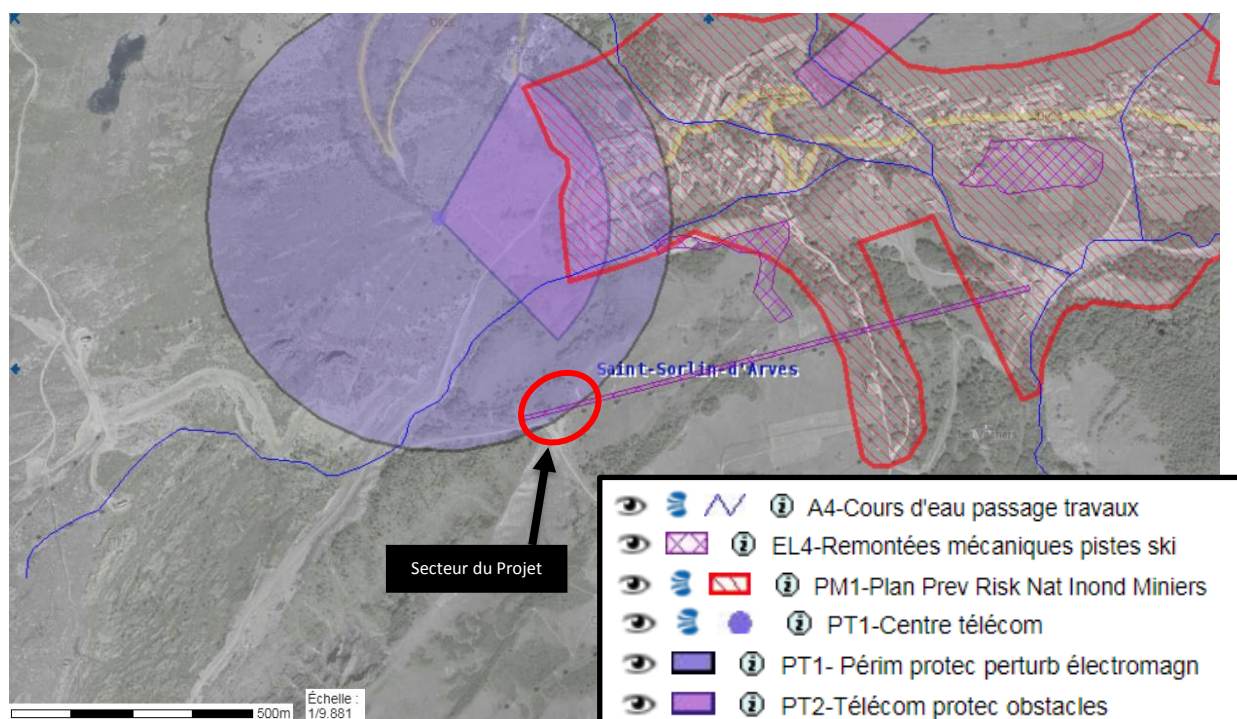 D926
Saint-Sorlin-d'Arves
Secteur du Projet
A4-Cours d'eau passage travaux
EL4-Remontées mécaniques pistes ski
PM1-Plan Prev Risk Nat Inond Miniers
PT1-Centre télécom
PT1- Périm protec perturb électromagn
PT2-Télécom protec obstacles
500m
Échelle :
1/9.881